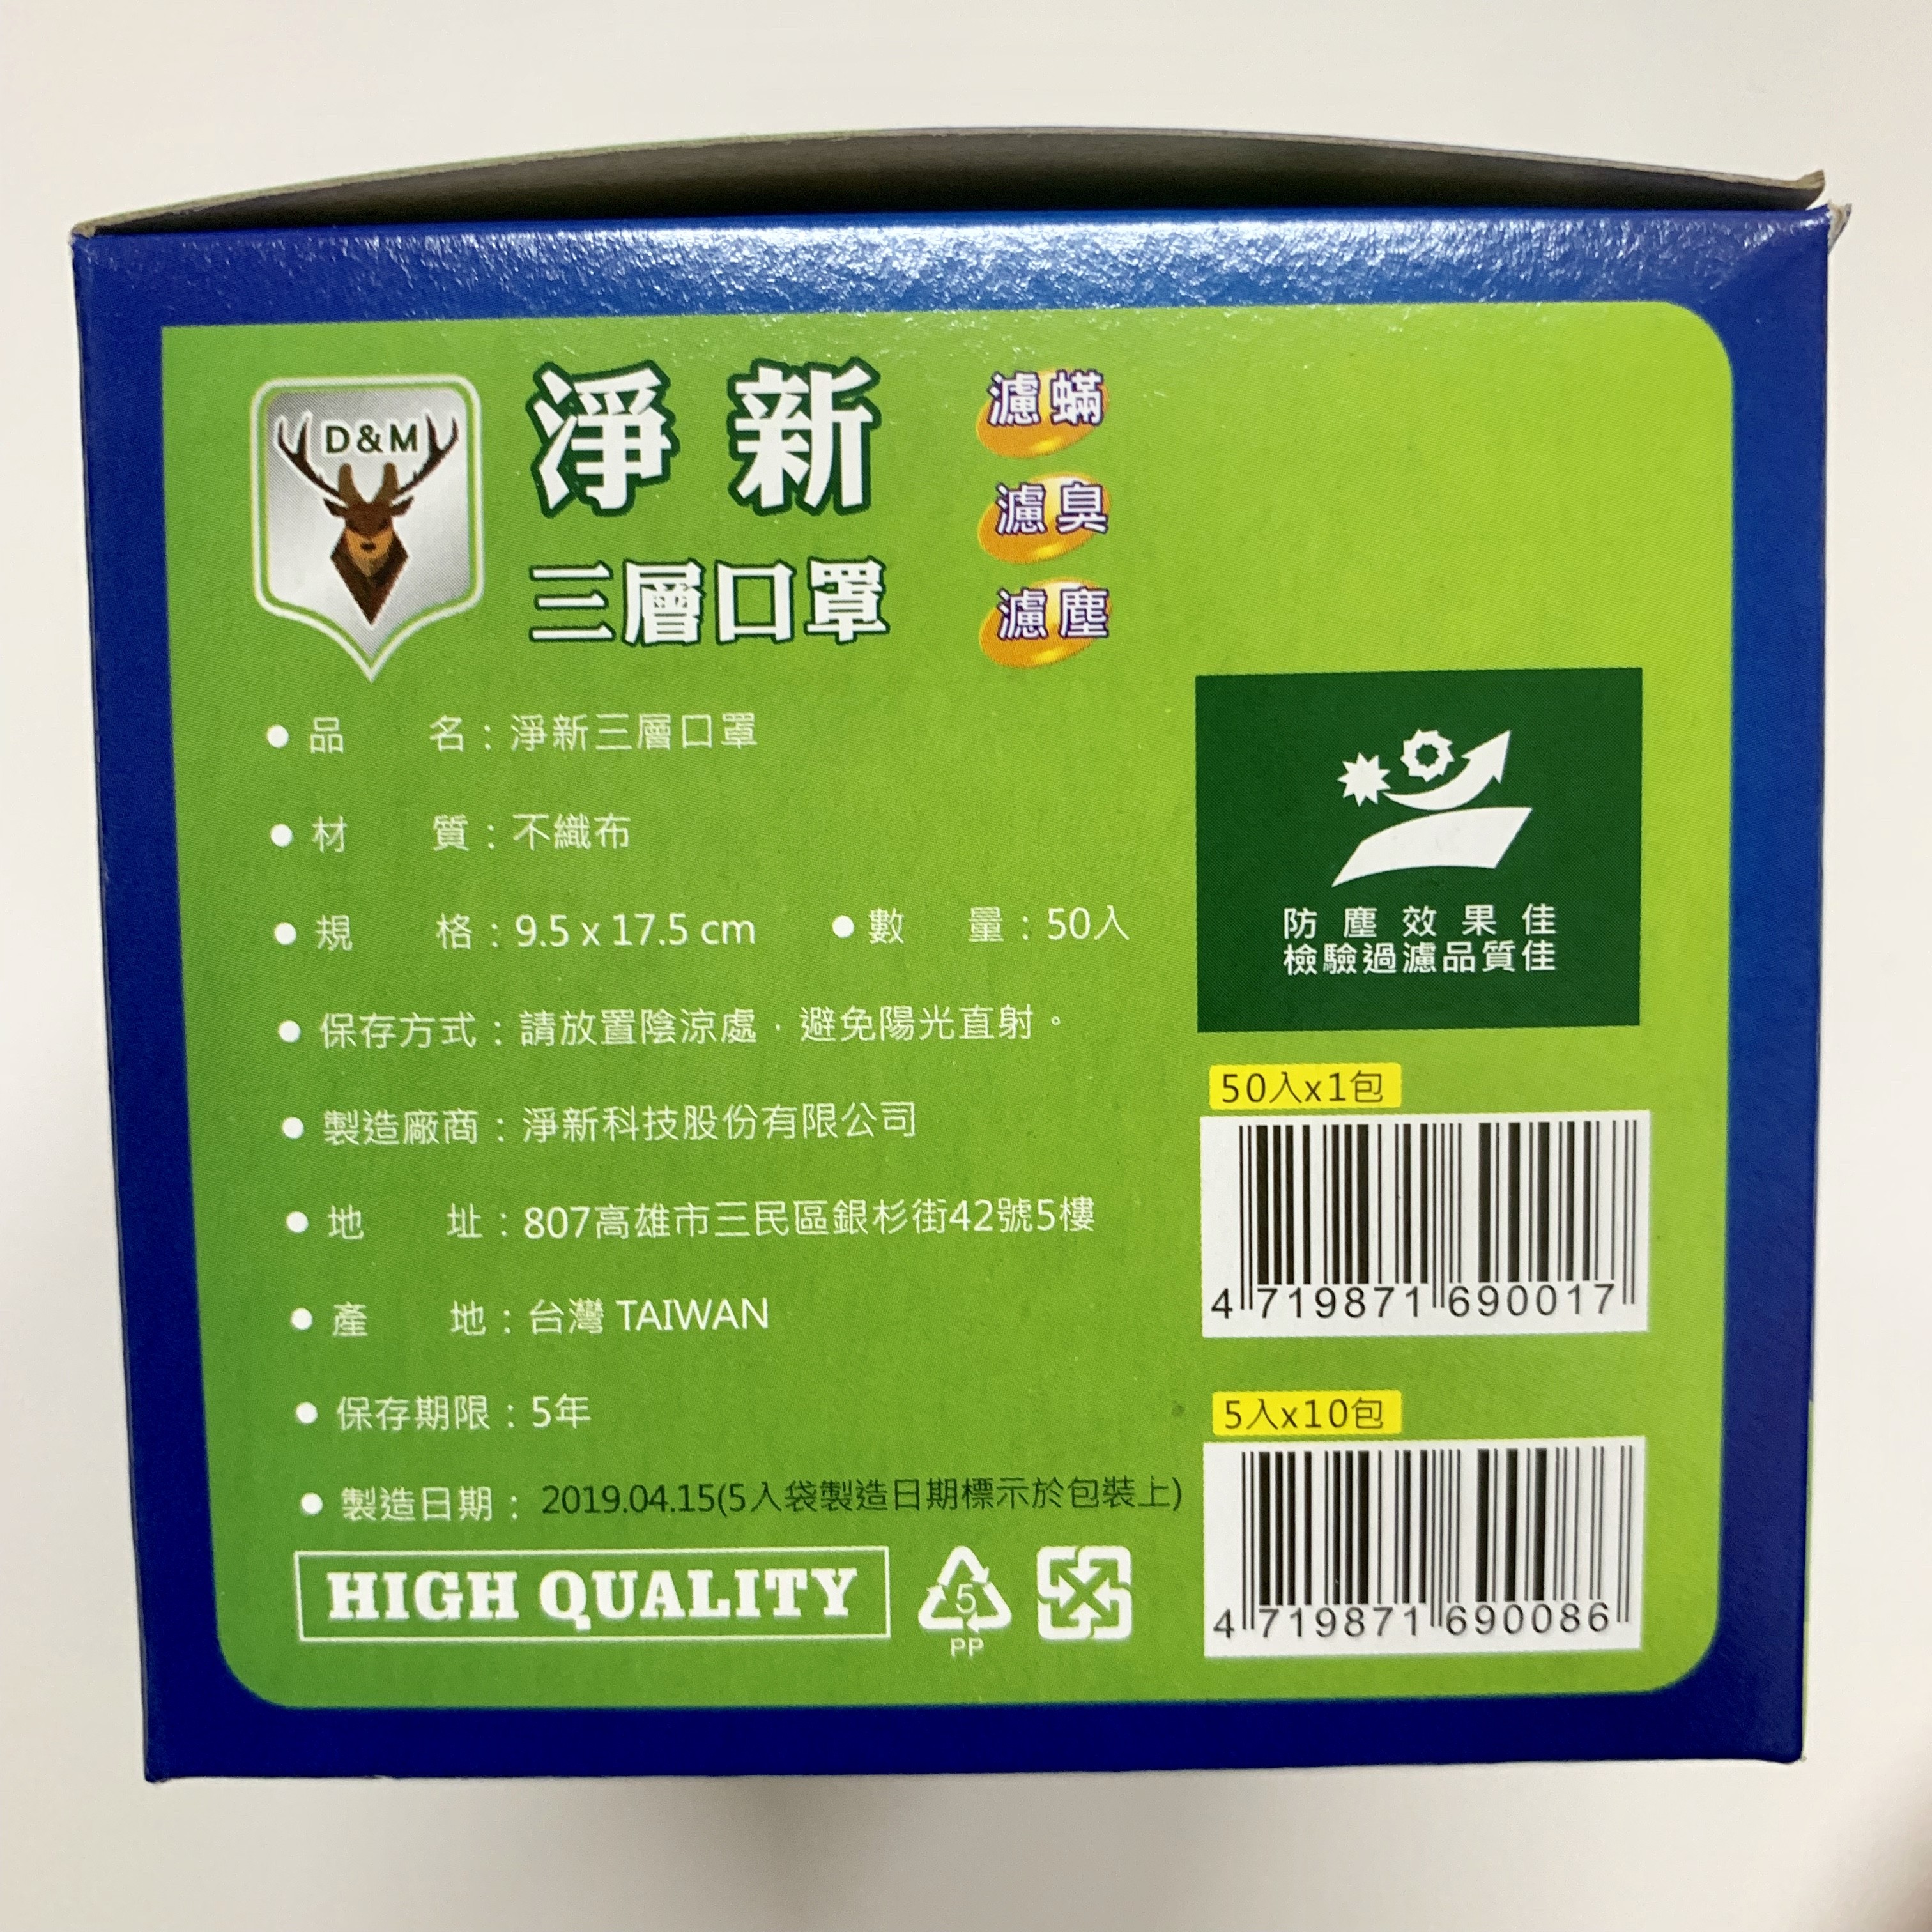 D&M
淨新
三層口罩
濾蟎
濾臭
濾塵
●品名：淨新三層口罩
●材質：不織布
●規格：9.5 x 17.5 cm ●數量：50入
●保存方式：請放置陰涼處，避免陽光直射。
●製造廠商：淨新科技股份有限公司
●地址：807高雄市三民區銀杉街42號5樓
●產地：台灣 TAIWAN
●保存期限：5年
●製造日期：2019.04.15(5入袋製造日期標示於包裝上)
HIGH QUALITY
5
PP
防塵效果佳
檢驗過濾品質佳
50入x1包
4 719871 690017
5入x10包
4 719871 690086